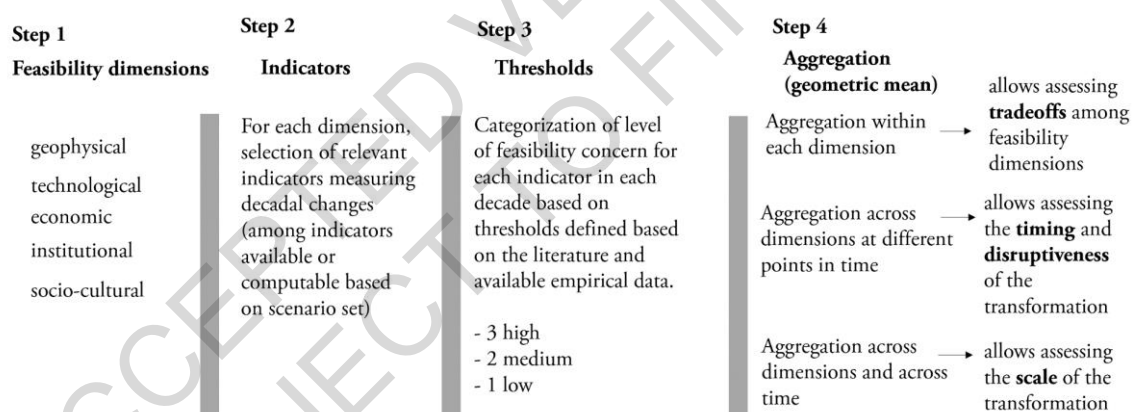 Step 1
Feasibility dimensions
geophysical
technological
economic
institutional
socio-cultural
Step 2
Indicators
For each dimension,
selection of relevant
indicators measuring
decadal changes
(among indicators
available or
computable based
on scenario set)
Step 3
Thresholds
Categorization of level
of feasibility concern for
each indicator in each
decade based on
thresholds defined based
on the literature and
available empirical data.
- 3 high
- 2 medium
- 1 low
Step 4
Aggregation
(geometric mean)
Aggregation within
each dimension
allows assessing
tradeoffs among
feasibility
dimensions
Aggregation across
dimensions at different
points in time
allows assessing
the timing and
disruptiveness
of the
transformation
Aggregation across
dimensions and across
time
allows assessing
the scale of the
transformation